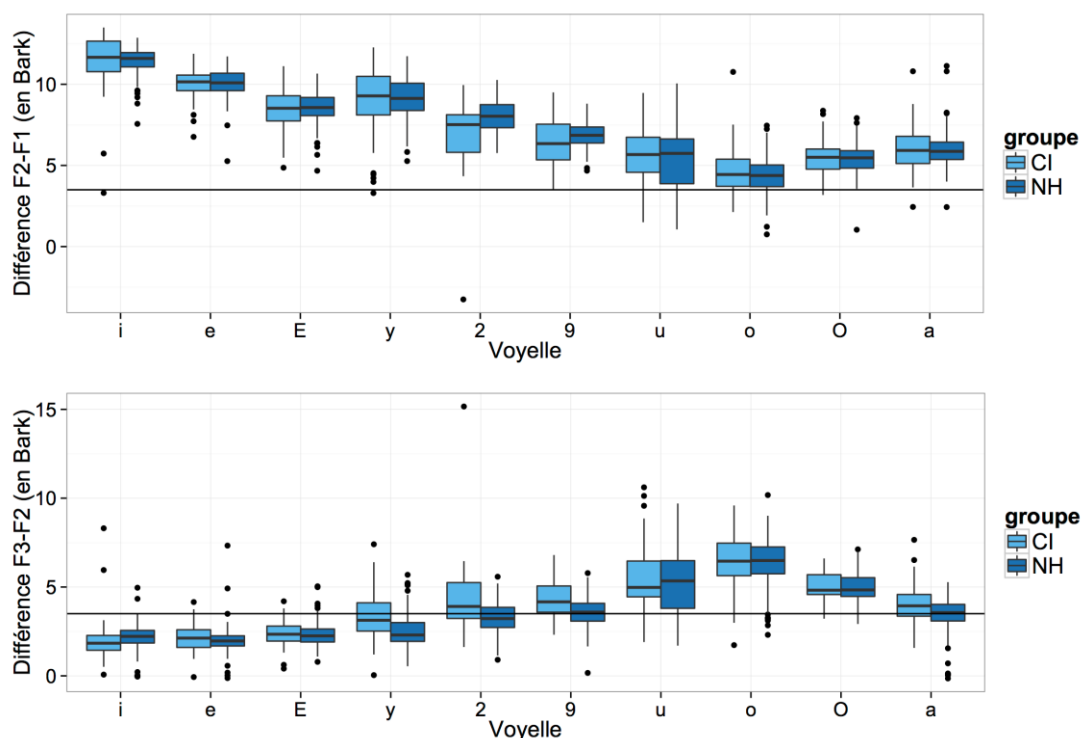 Différence F2-F1 (en Bark)
10
5
0
i e E y 2 9 u o O a
Voyelle
groupe
CI
NH
Différence F3-F2 (en Bark)
15
10
5
0
i e E y 2 9 u o O a
Voyelle
groupe
CI
NH